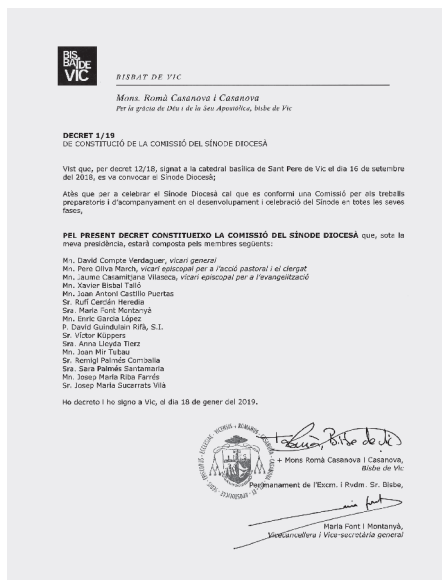 BIS
BAT DE
VIC
BISBAT DE VIC
Mons. Romà Casanova i Casanova
Per la gràcia de Déu i de la Seu Apostòlica, bisbe de Vic
DECRET 1/19
DE CONSTITUCIÓ DE LA COMISSIÓ DEL SÍNODE DIOCESÀ
Vist que, per decret 12/18, signat a la catedral basílica de Sant Pere de Vic el dia 16 de setembre
del 2018, es va convocar el Sínode Diocesà;
Atès que per a celebrar el Sínode Diocesà cal que es conformi una Comissió per als treballs
preparatoris i d'acompanyament en el desenvolupament i celebració del Sínode en totes les seves
fases,
PEL PRESENT DECRET CONSTITUEIXO LA COMISSIÓ DEL SÍNODE DIOCESÀ que, sota la
meva presidència, estarà composta pels membres següents:
Mn. David Compte Verdaguer, vicari general
Mn. Pere Oliva March, vicari episcopal per a l'acció pastoral i el clergat
Mn. Jaume Casamitjana Vilaseca, vicari episcopal per a l'evangelització
Mn. Xavier Bisbal Talló
Mn. Joan Antoni Castillo Puertas
Sr. Rufí Cerdán Heredia
Sra. Maria Font Montanyà
Mn. Enric Garcia López
P. David Guindulain Rifà, S.I.
Sr. Víctor Küppers
Sra. Anna Lleyda Tierz
Mn. Joan Mir Tubau
Sr. Remigi Palmés Combalia
Sra. Sara Palmés Santamaria
Mn. Josep Maria Riba Farrés
Sr. Josep Maria Sucarrats Vilà
Ho decreto i ho signo a Vic, el dia 18 de gener del 2019.
+ Romà, Bisbe de Vic
+ Mons Romà Casanova i Casanova,
Bisbe de Vic
Per manament de l'Excm. i Rvdm. Sr. Bisbe,
Maria Font i Montanyà,
Vicecancellera i Vice-secretària general